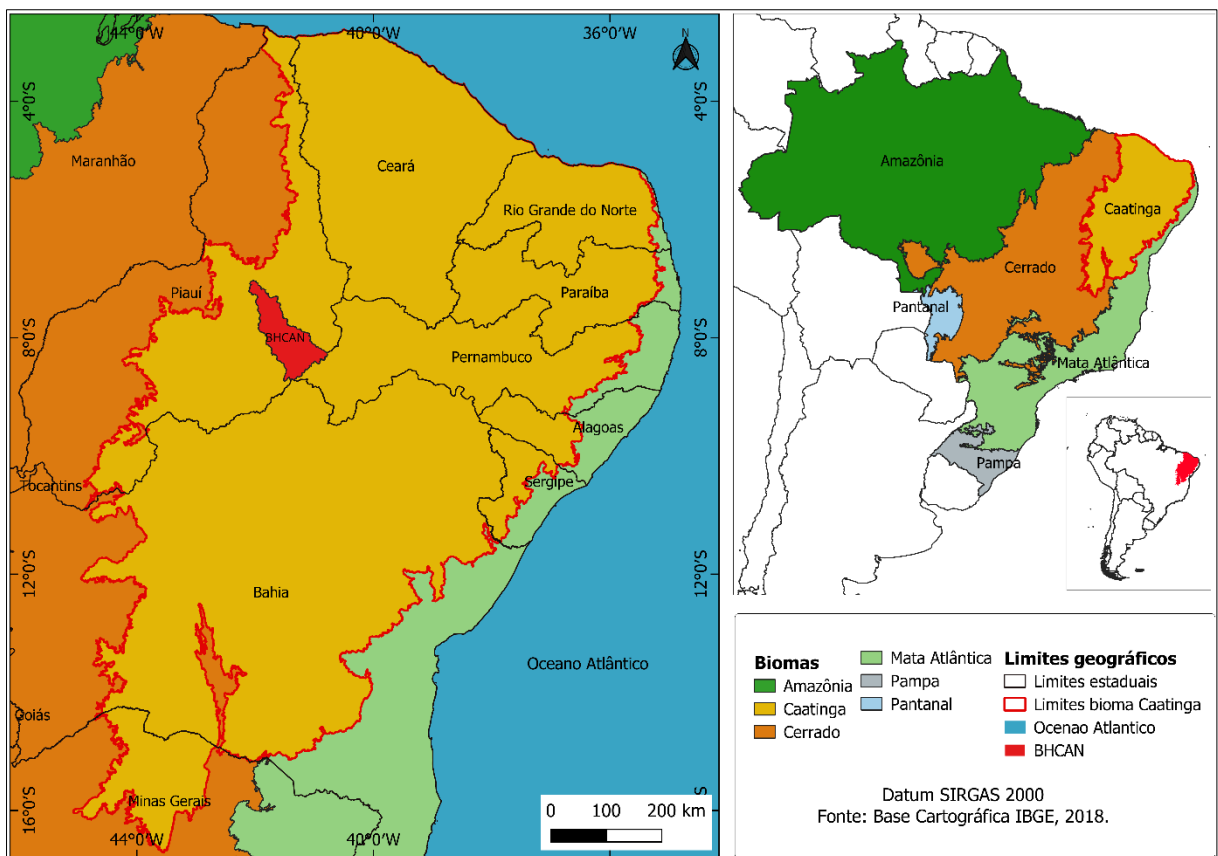 44°0'W
40°0'W
36°0'W
N
4°0'S
8°0'S
12°0'S
16°0'S
Maranhão
Ceará
Rio Grande do Norte
Paraíba
Piauí
BHCAN
Pernambuco
Alagoas
Sergipe
Tocantins
Bahia
Oceano Atlântico
Goiás
Minas Gerais
44°0'W
40°0'W
0 100 200 km
4°0'S
8°0'S
12°0'S
16°0'S
Amazônia
Caatinga
Cerrado
Pantanal
Mata Atlântica
Pampa
Biomas
Amazônia
Caatinga
Cerrado
Mata Atlântica
Pampa
Pantanal
Limites geográficos
Límites estaduais
Límites bioma Caatinga
Ocenao Atlantico
BHCAN
Datum SIRGAS 2000
Fonte: Base Cartográfica IBGE, 2018.